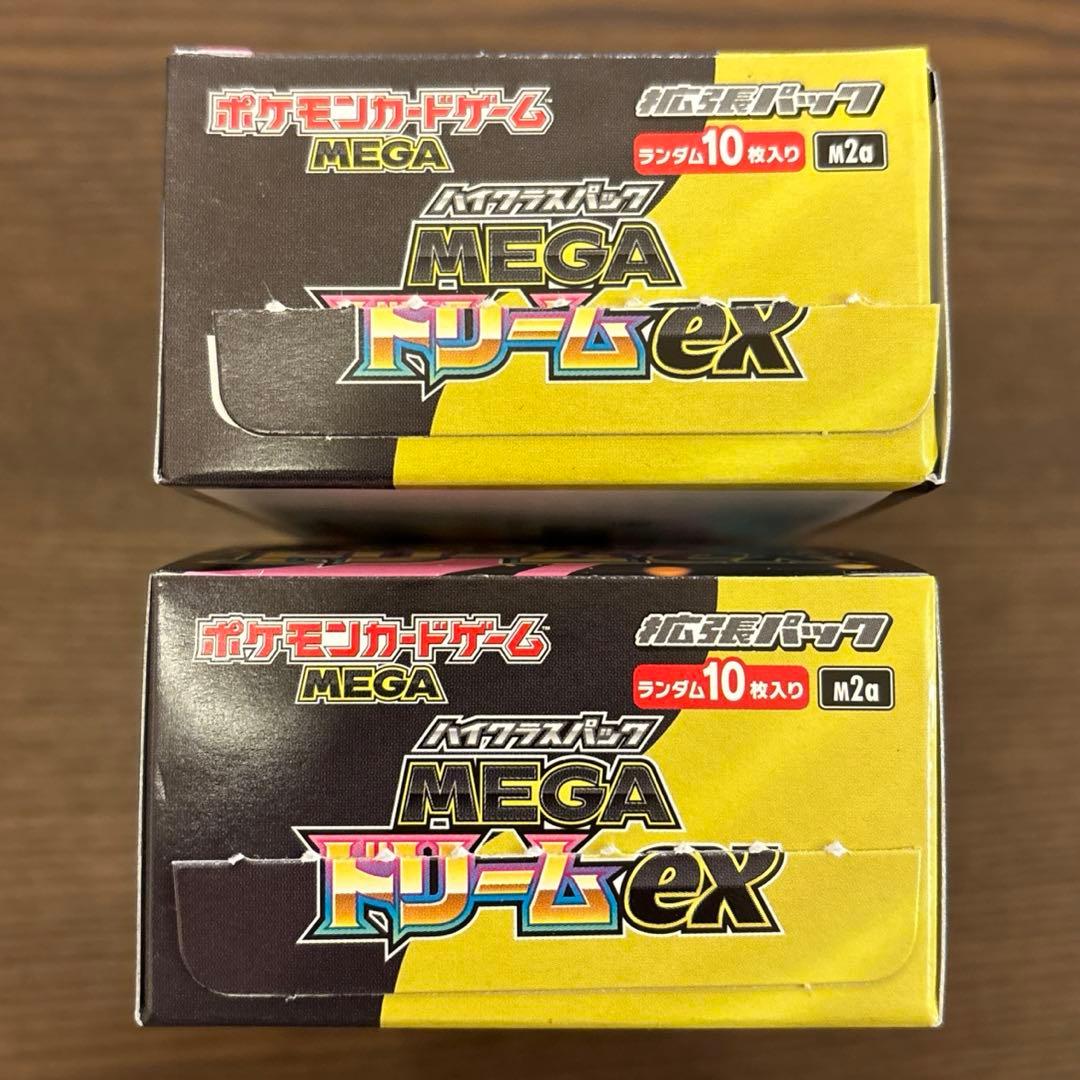 ポケモンカードゲーム™
MEGA
拡張パック
ランダム10枚入り
M2a
ハイクラスパック
MEGA
ドリームex
ポケモンカードゲーム™
MEGA
拡張パック
ランダム10枚入り
M2a
ハイクラスパック
MEGA
ドリームex